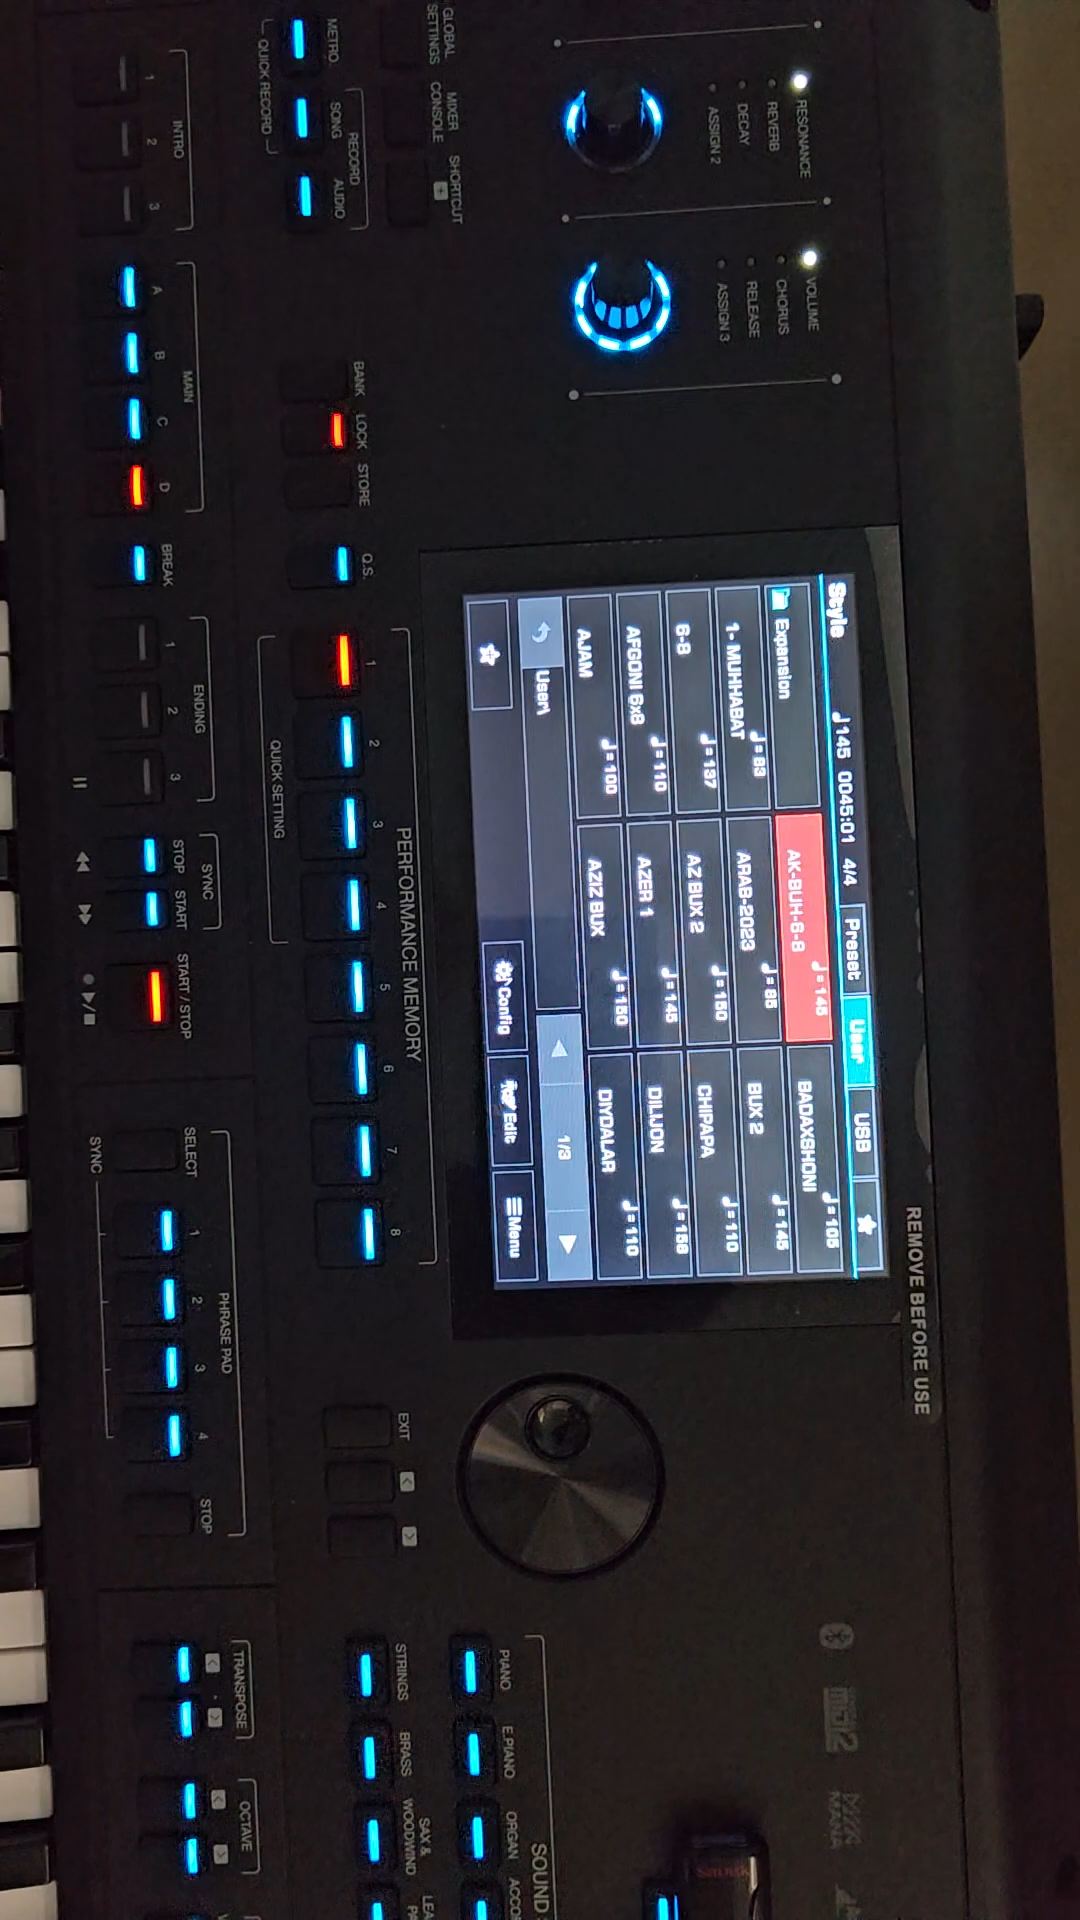 RESONANCE
REVERB
DECAY
ASSIGN 2
VOLUME
CHORUS
RELEASE
ASSIGN 3
GLOBAL
SETTINGS
MIXER
CONSOLE
SHORTCUT
METRO.
RECORD
SONG
AUDIO
QUICK RECORD
INTRO
1
2
3
MAIN
A
B
C
D
BREAK
BANK
LOCK
STORE
Q.S.
REMOVE BEFORE USE
Style
♩145 0045:01 4/4
Preset
User
USB
Expansion
AK-BUH-6-8 ♩=145
BADAXSHONI ♩=105
1- MUHHABAT ♩=83
ARAB-2023 ♩=85
BUX 2 ♩=145
6-8 ♩=137
AZ BUX 2 ♩=150
CHIPAPA ♩=110
AFGONI 6x8 ♩=110
AZER 1 ♩=145
DILIJON ♩=156
AJAM ♩=100
AZIZ BUX ♩=150
DIYDALAR ♩=110
User\
1/3
Config
Edit
Menu
PERFORMANCE MEMORY
1
2
3
4
5
6
7
8
QUICK SETTING
ENDING
1
2
3
SYNC
STOP
START
START / STOP
SELECT
PHRASE PAD
1
2
3
4
STOP
SYNC
EXIT
<
>
TRANSPOSE
< • >
OCTAVE
< >
SOUND
PIANO
E.PIANO
ORGAN
STRINGS
BRASS
SAX &
WOODWIND
SanDisk